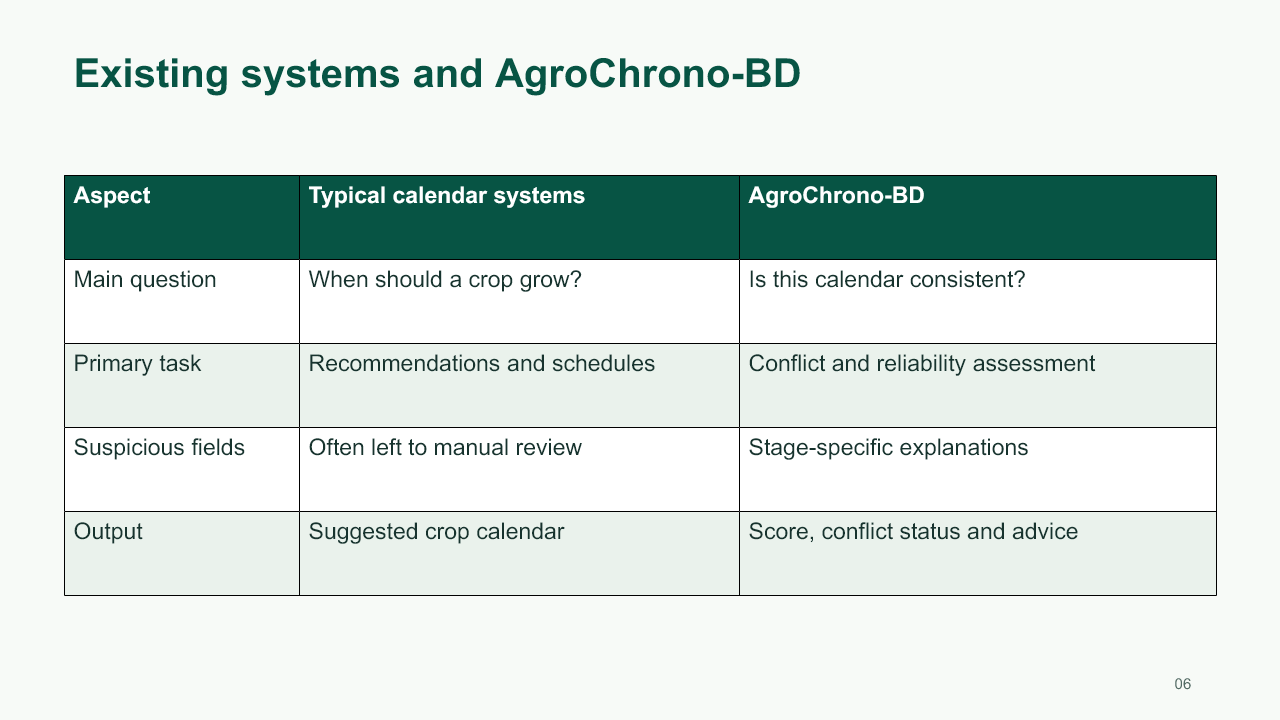 Existing systems and AgroChrono-BD
Aspect
Typical calendar systems
AgroChrono-BD
Main question
When should a crop grow?
Is this calendar consistent?
Primary task
Recommendations and schedules
Conflict and reliability assessment
Suspicious fields
Often left to manual review
Stage-specific explanations
Output
Suggested crop calendar
Score, conflict status and advice
06